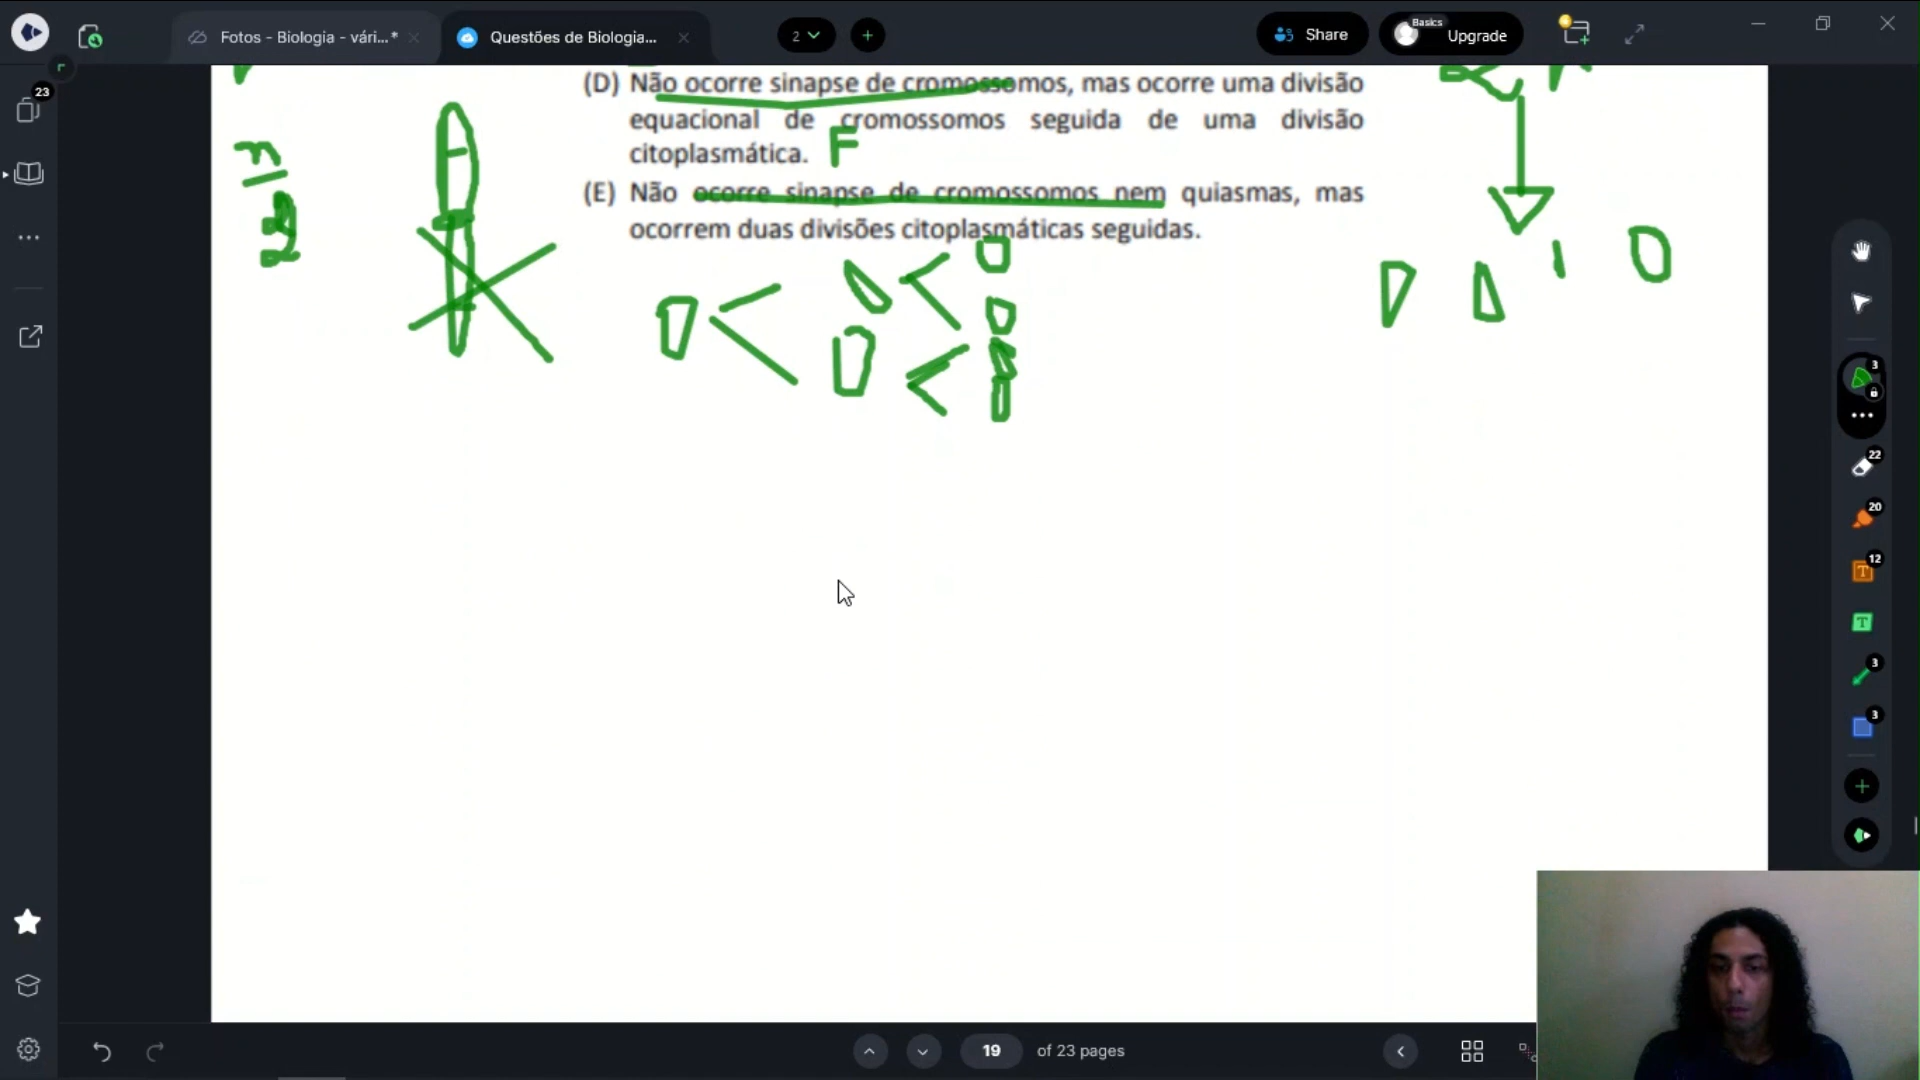 Fotos - Biologia - vári...*
Questões de Biologia...
2
Share
Basics
Upgrade
23
(D) Não ocorre sinapse de cromossomos, mas ocorre uma divisão
equacional de cromossomos seguida de uma divisão
citoplasmática. F
(E) Não ocorre sinapse de cromossomos nem quiasmas, mas
ocorrem duas divisões citoplasmáticas seguidas.
3
22
20
12
T
T
3
3
19 of 23 pages